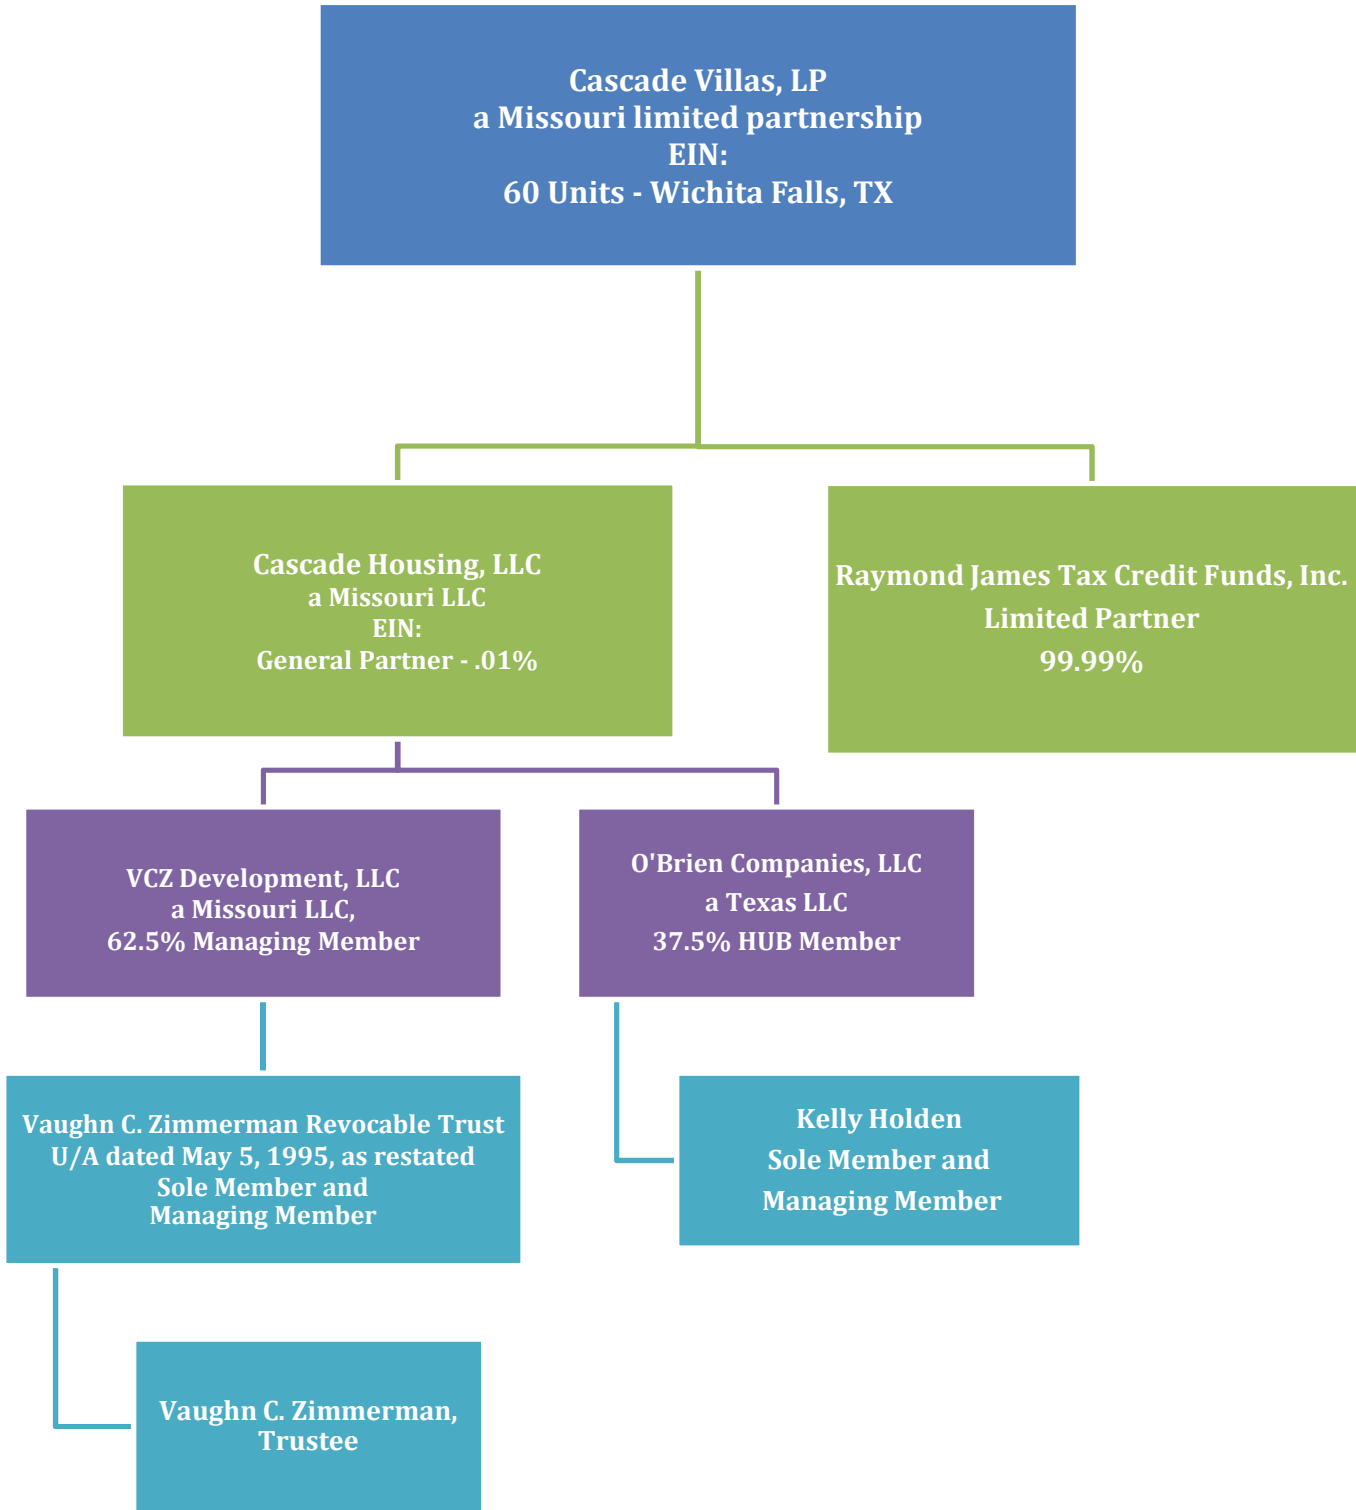 Cascade Villas, LP
a Missouri limited partnership
EIN:
60 Units - Wichita Falls, TX
Cascade Housing, LLC
a Missouri LLC
EIN:
General Partner - .01%
Raymond James Tax Credit Funds, Inc.
Limited Partner
99.99%
VCZ Development, LLC
a Missouri LLC,
62.5% Managing Member
O'Brien Companies, LLC
a Texas LLC
37.5% HUB Member
Vaughn C. Zimmerman Revocable Trust
U/A dated May 5, 1995, as restated
Sole Member and
Managing Member
Kelly Holden
Sole Member and
Managing Member
Vaughn C. Zimmerman,
Trustee